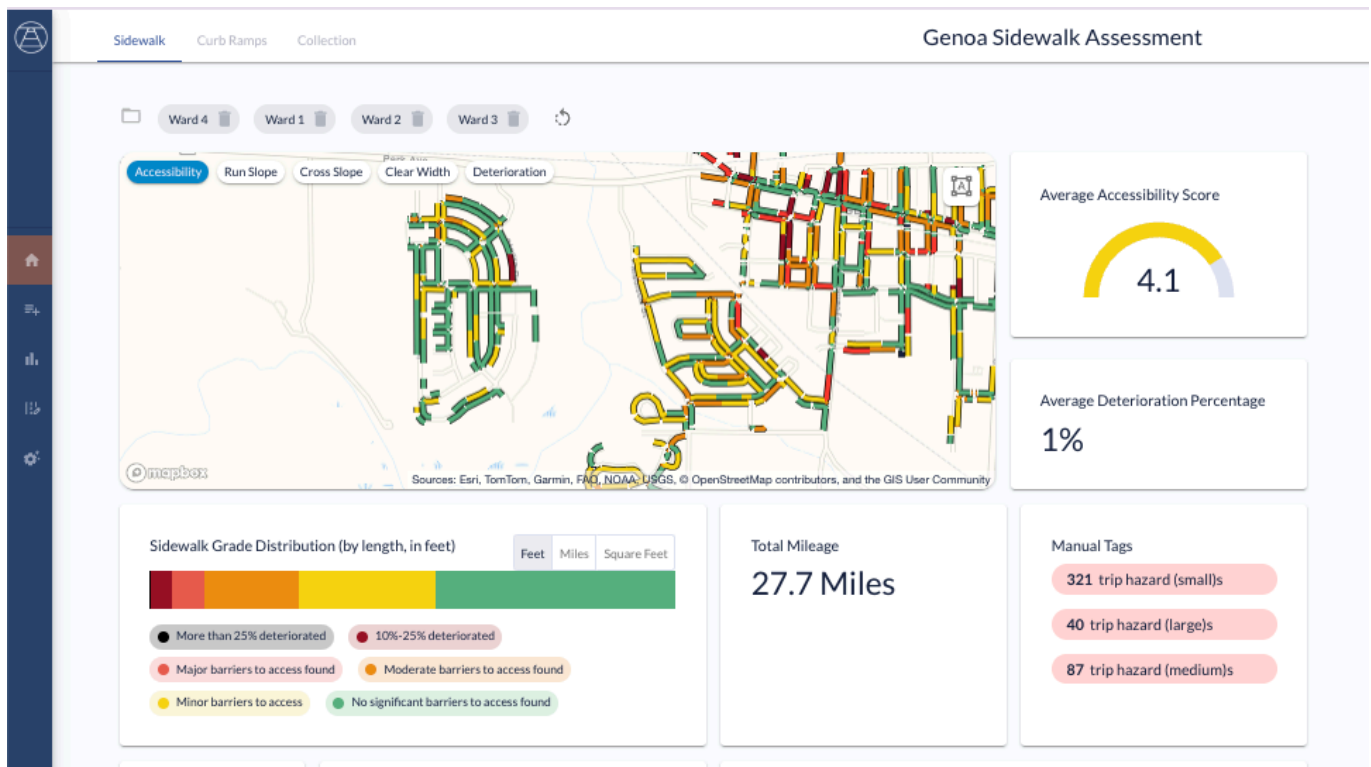 Sidewalk Curb Ramps Collection Genoa Sidewalk Assessment
Ward 4 Ward 1 Ward 2 Ward 3
Park Ave
Accessibility Run Slope Cross Slope Clear Width Deterioration
A
Average Accessibility Score
4.1
Average Deterioration Percentage
1%
mapbox
Sources: Esri, TomTom, Garmin, FAO, NOAA, USGS, © OpenStreetMap contributors, and the GIS User Community
Sidewalk Grade Distribution (by length, in feet)
Feet Miles Square Feet
More than 25% deteriorated 10%-25% deteriorated
Major barriers to access found Moderate barriers to access found
Minor barriers to access No significant barriers to access found
Total Mileage
27.7 Miles
Manual Tags
321 trip hazard (small)s
40 trip hazard (large)s
87 trip hazard (medium)s